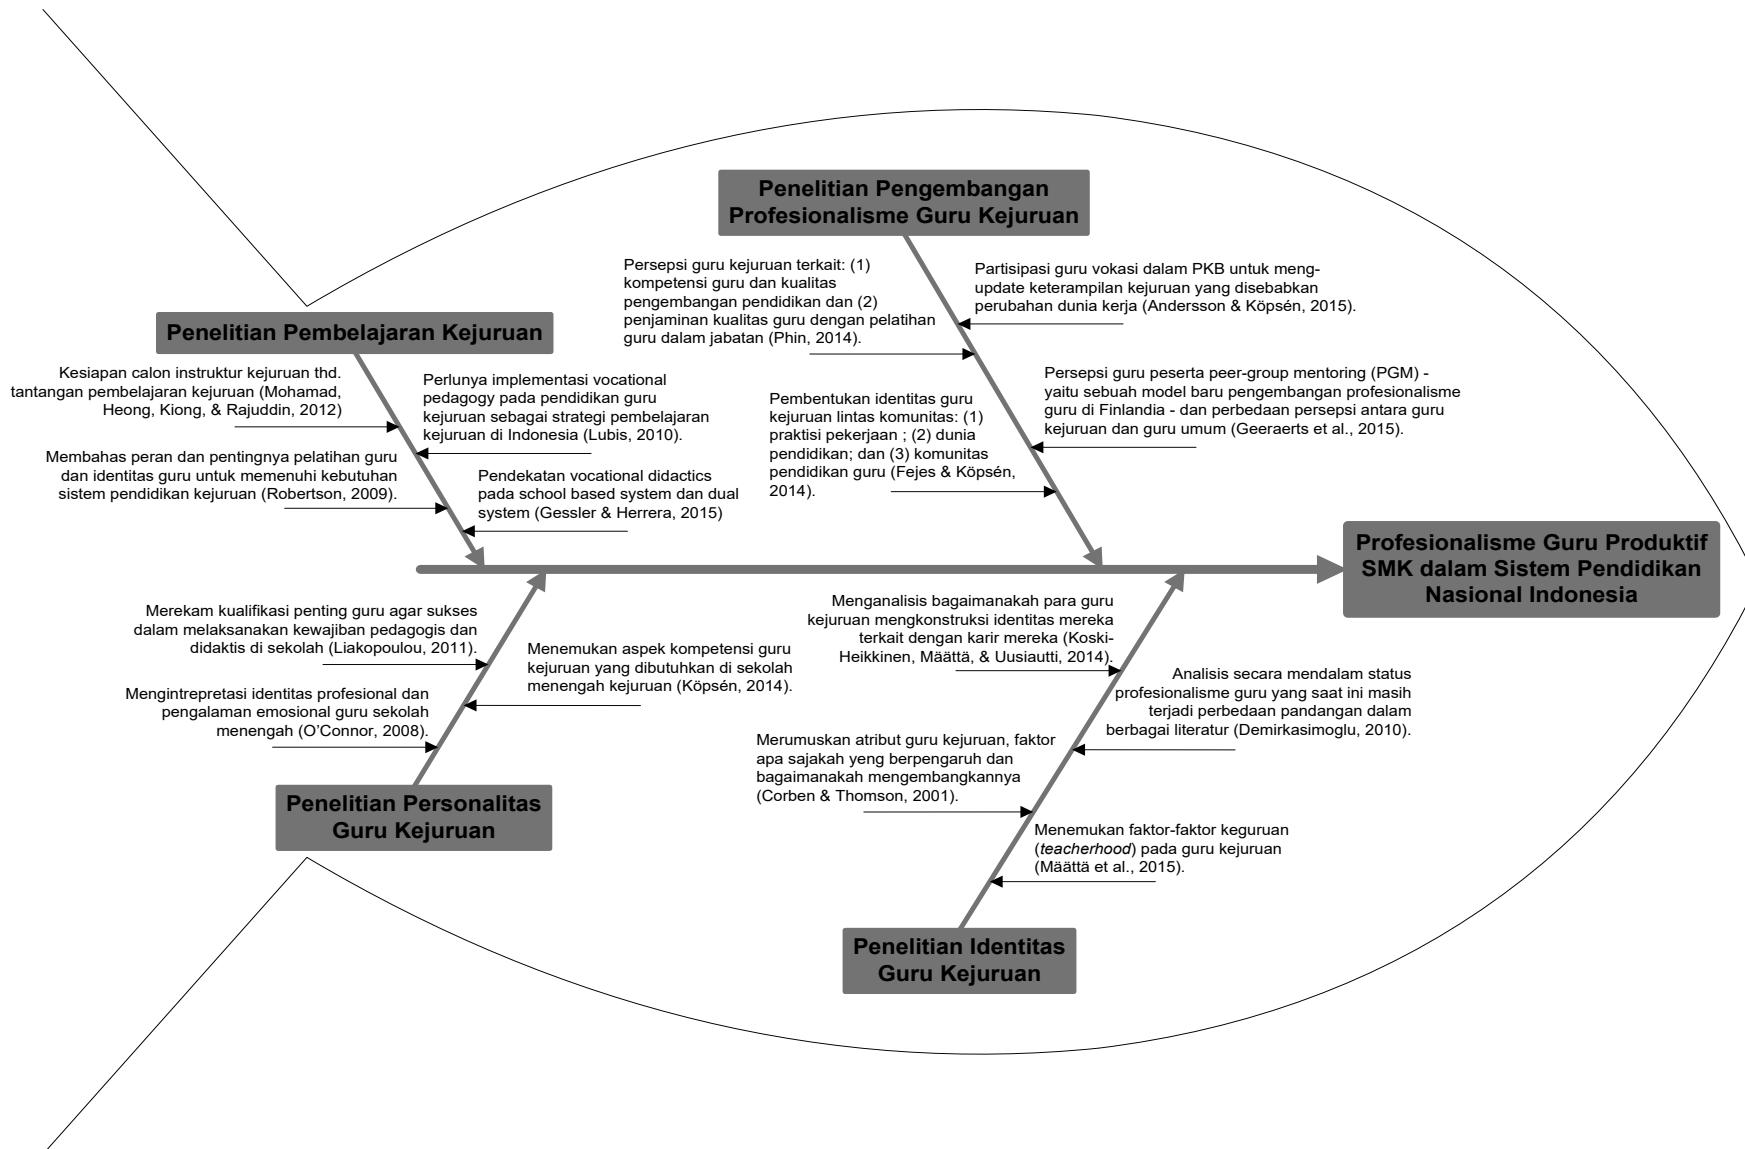 Penelitian Pengembangan
Profesionalisme Guru Kejuruan
Persepsi guru kejuruan terkait: (1)
kompetensi guru dan kualitas
pengembangan pendidikan dan (2)
penjaminan kualitas guru dengan pelatihan
guru dalam jabatan (Phin, 2014).
Partisipasi guru vokasi dalam PKB untuk meng-
update keterampilan kejuruan yang disebabkan
perubahan dunia kerja (Andersson & Köpsén, 2015).
Pembentukan identitas guru
kejuruan lintas komunitas: (1)
praktisi pekerjaan ; (2) dunia
pendidikan; dan (3) komunitas
pendidikan guru (Fejes & Köpsén,
2014).
Persepsi guru peserta peer-group mentoring (PGM) -
yaitu sebuah model baru pengembangan profesionalisme
guru di Finlandia - dan perbedaan persepsi antara guru
kejuruan dan guru umum (Geeraerts et al., 2015).
Penelitian Pembelajaran Kejuruan
Kesiapan calon instruktur kejuruan thd.
tantangan pembelajaran kejuruan (Mohamad,
Heong, Kiong, & Rajuddin, 2012)
Perlunya implementasi vocational
pedagogy pada pendidikan guru
kejuruan sebagai strategi pembelajaran
kejuruan di Indonesia (Lubis, 2010).
Membahas peran dan pentingnya pelatihan guru
dan identitas guru untuk memenuhi kebutuhan
sistem pendidikan kejuruan (Robertson, 2009).
Pendekatan vocational didactics
pada school based system dan dual
system (Gessler & Herrera, 2015)
Profesionalisme Guru Produktif
SMK dalam Sistem Pendidikan
Nasional Indonesia
Merekam kualifikasi penting guru agar sukses
dalam melaksanakan kewajiban pedagogis dan
didaktis di sekolah (Liakopoulou, 2011).
Menemukan aspek kompetensi guru
kejuruan yang dibutuhkan di sekolah
menengah kejuruan (Köpsén, 2014).
Mengintrepretasi identitas profesional dan
pengalaman emosional guru sekolah
menengah (O'Connor, 2008).
Penelitian Personalitas
Guru Kejuruan
Menganalisis bagaimanakah para guru
kejuruan mengkonstruksi identitas mereka
terkait dengan karir mereka (Koski-
Heikkinen, Määttä, & Uusiautti, 2014).
Analisis secara mendalam status
profesionalisme guru yang saat ini masih
terjadi perbedaan pandangan dalam
berbagai literatur (Demirkasimoglu, 2010).
Merumuskan atribut guru kejuruan, faktor
apa sajakah yeng berpengaruh dan
bagaimanakah mengembangkannya
(Corben & Thomson, 2001).
Menemukan faktor-faktor keguruan
(teacherhood) pada guru kejuruan
(Määttä et al., 2015).
Penelitian Identitas
Guru Kejuruan